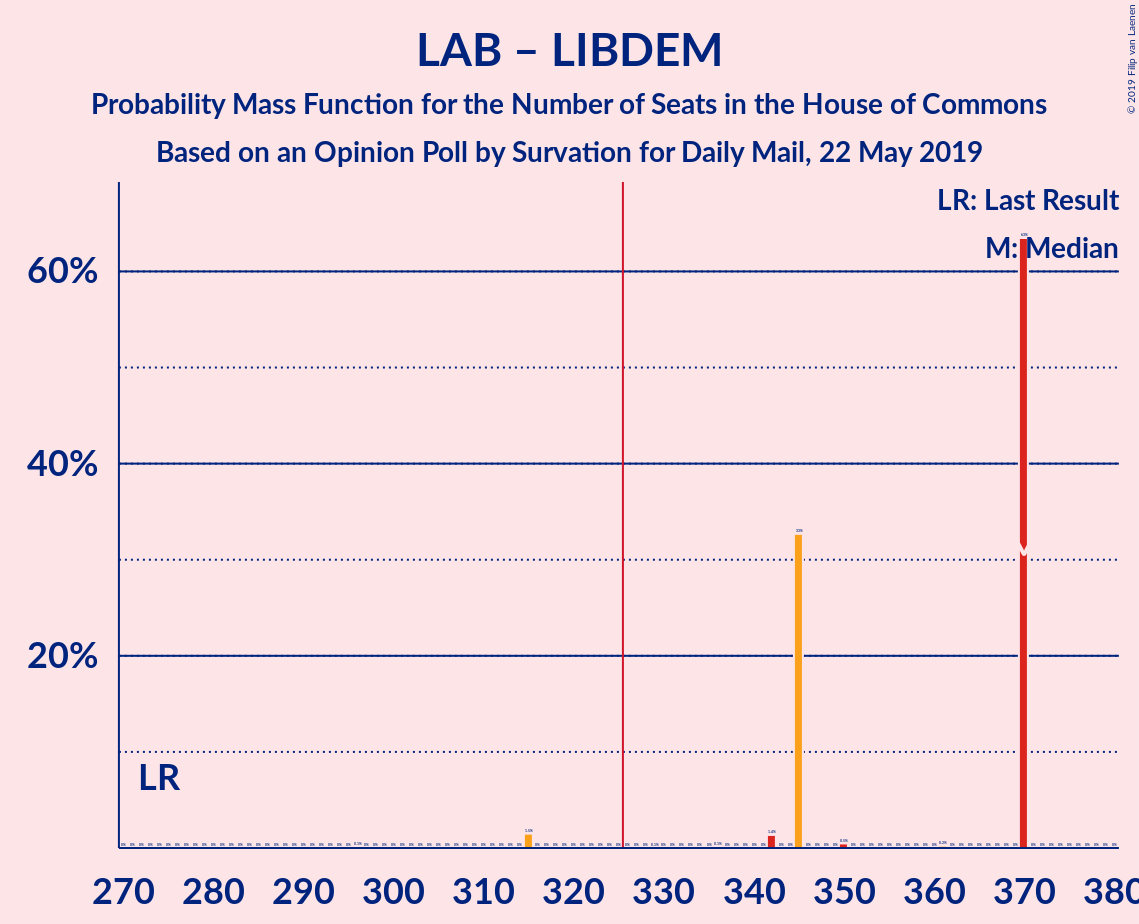 LAB – LIBDEM
Probability Mass Function for the Number of Seats in the House of Commons
Based on an Opinion Poll by Survation for Daily Mail, 22 May 2019
© 2019 Filip van Laenen
LR: Last Result
M: Median
60%
40%
20%
LR
M
270 280 290 300 310 320 330 340 350 360 370 380